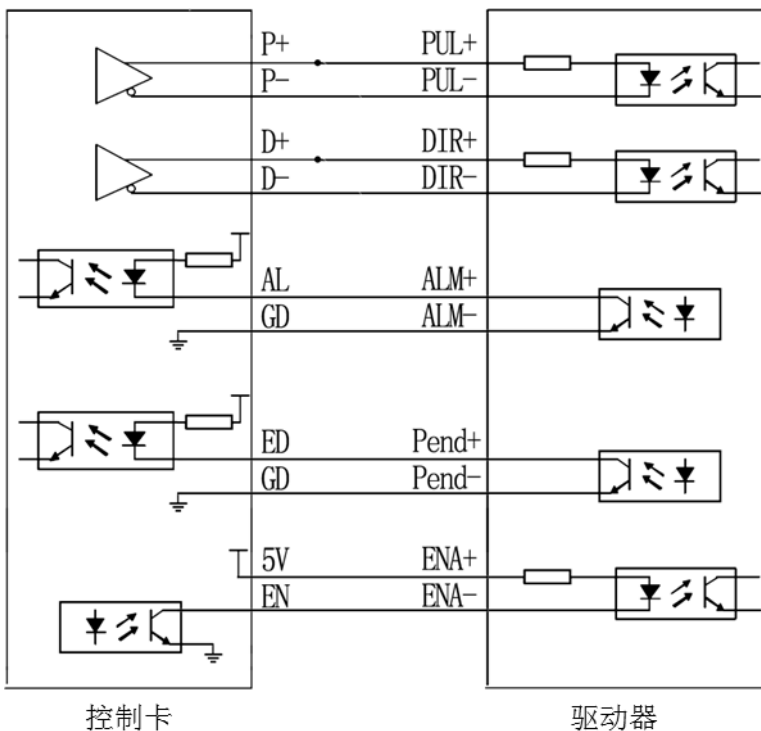 P+ PUL+
P- PUL-
D+ DIR+
D- DIR-
AL ALM+
GD ALM-
ED Pend+
GD Pend-
5V ENA+
EN ENA-
控制卡 驱动器